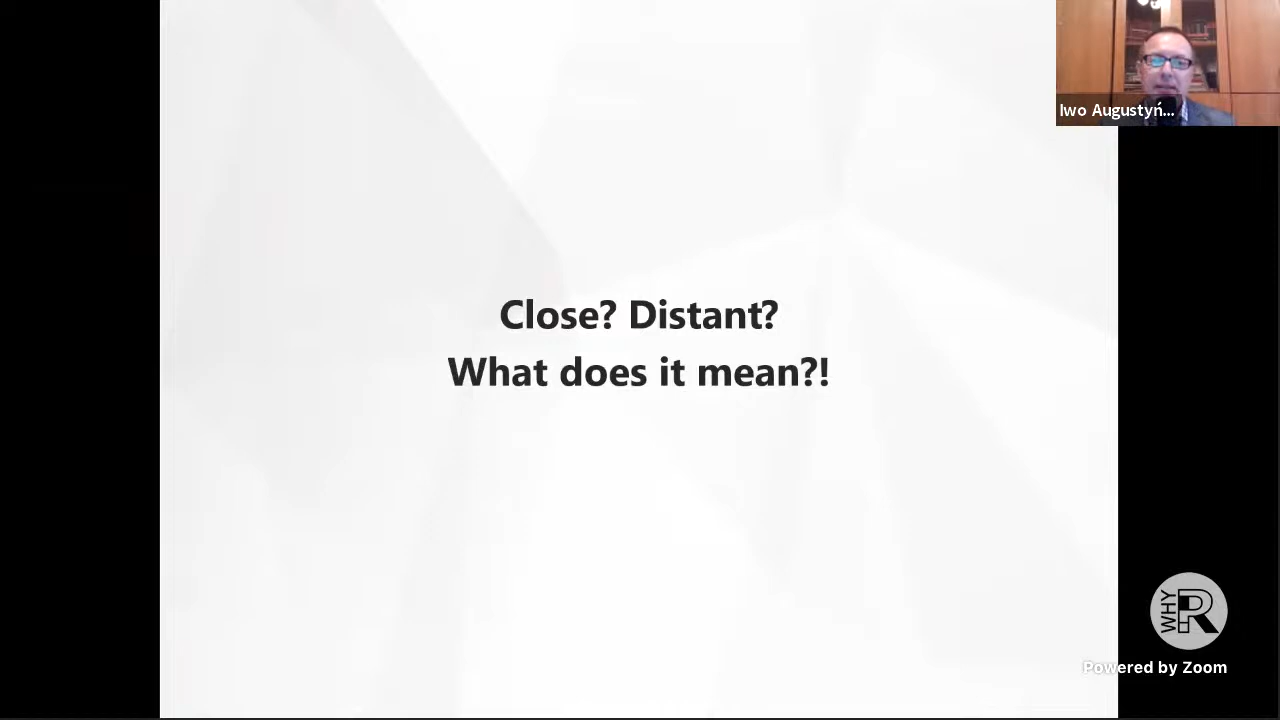 Iwo Augustyń...
Close? Distant?
What does it mean?!
WHY R?
Powered by Zoom